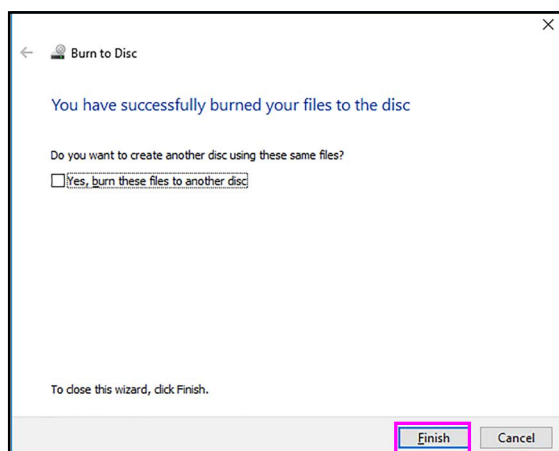 Burn to Disc
You have successfully burned your files to the disc
Do you want to create another disc using these same files?
Yes, burn these files to another disc
To close this wizard, click Finish.
Finish Cancel